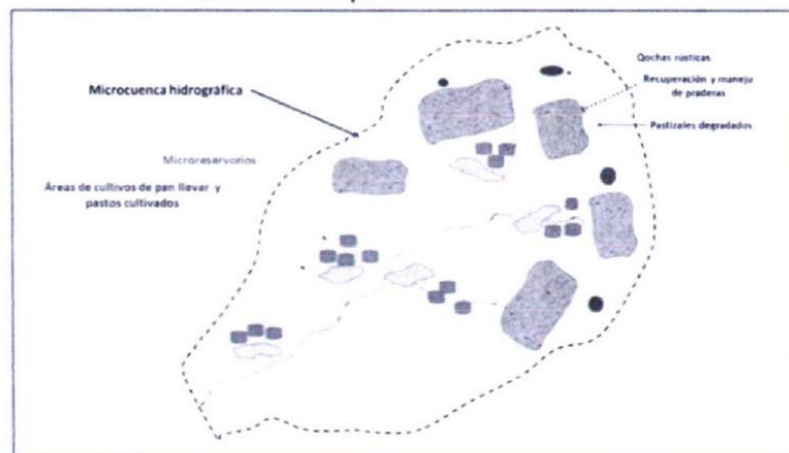 Qochas rústicas
Recuperación y manejo
de praderas
Microcuenca hidrográfica
Pastizales degradados
Microreservorios
Áreas de cultivos de pan llevar y
pastos cultivados